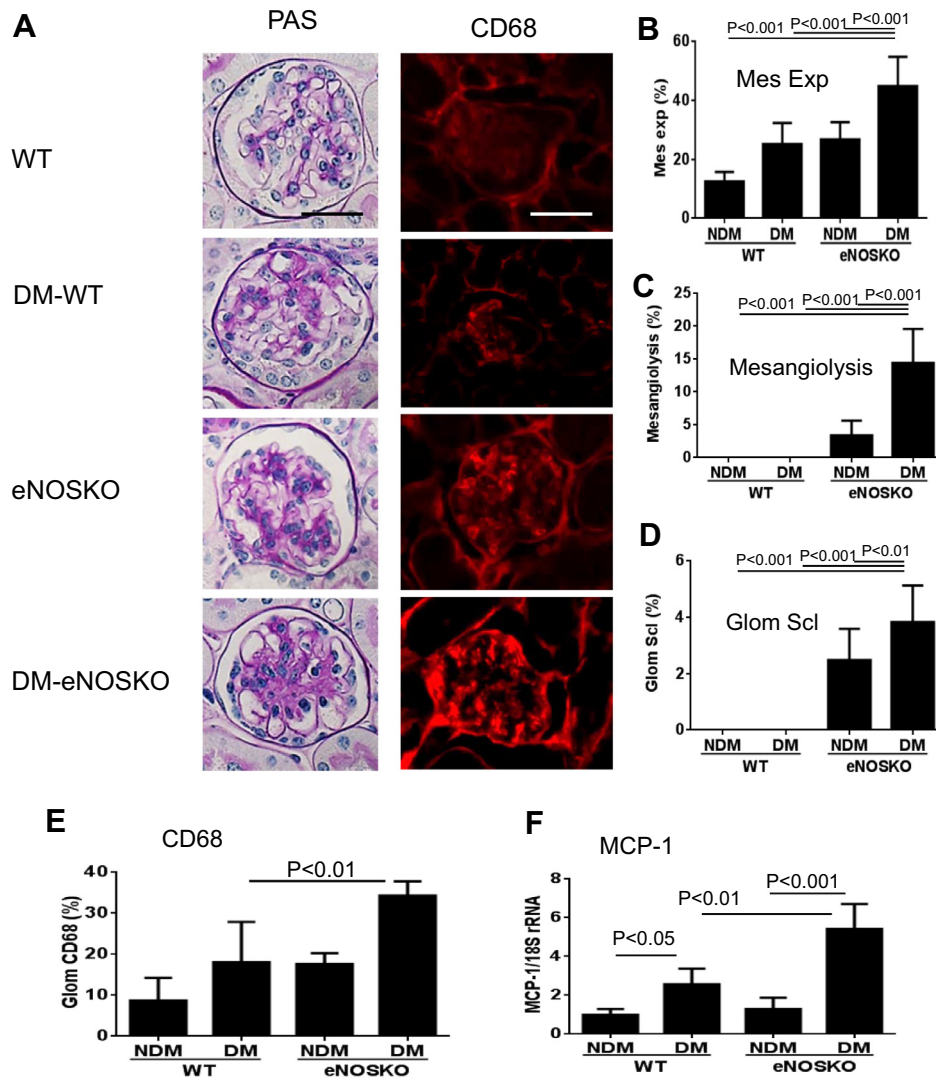 A
PAS
CD68
WT
DM-WT
eNOSKO
DM-eNOSKO
B
P<0.001 P<0.001 P<0.001
Mes Exp
Mes exp (%)
60
40
20
0
NDM DM NDM DM
WT eNOSKO
C
P<0.001 P<0.001 P<0.001
Mesangiolysis
Mesangiolysis (%)
25
20
15
10
5
0
NDM DM NDM DM
WT eNOSKO
D
P<0.001 P<0.001 P<0.01
Glom Scl
Glom Scl (%)
6
4
2
0
NDM DM NDM DM
WT eNOSKO
E
CD68
P<0.01
Glom CD68 (%)
40
30
20
10
0
NDM DM NDM DM
WT eNOSKO
F
MCP-1
P<0.05
P<0.01
P<0.001
MCP-1/18S rRNA
8
6
4
2
0
NDM DM NDM DM
WT eNOSKO